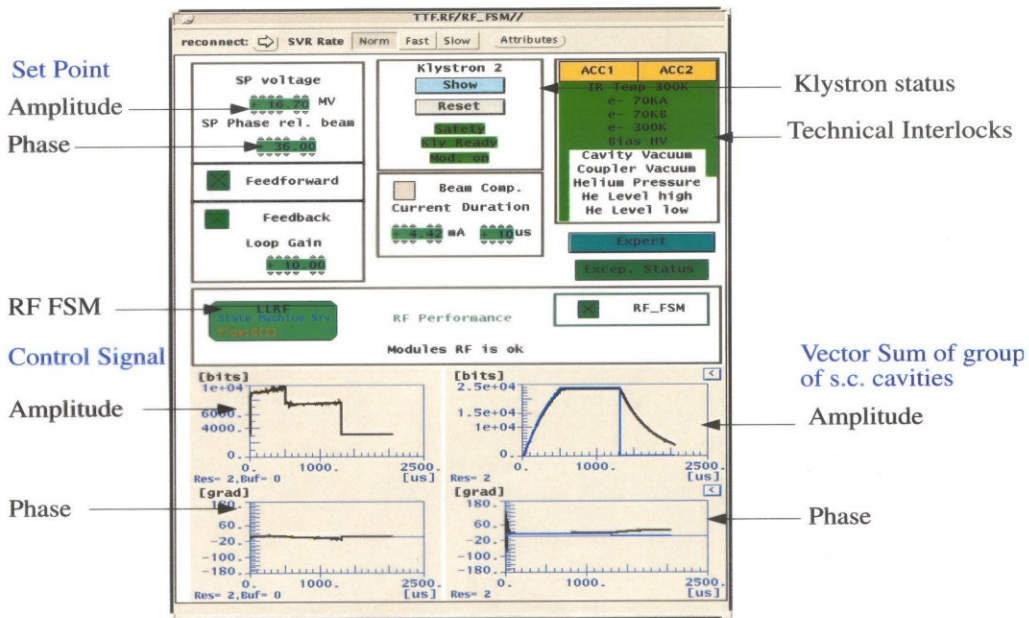 TTF.RF/RF_FSM//
reconnect: SVR Rate Norm Fast Slow Attributes
Set Point
Amplitude
Phase
SP voltage
+ 16.70 MV
SP Phase rel. beam
- 36.00
Feedforward
Feedback
Loop Gain
+ 10.00
Klystron 2
Show
Reset
Safety
Kly Ready
Mod. on
Beam Comp.
Current Duration
+ 4.42 mA + 10 us
ACC1 ACC2
IR Temp 300K
e- 70KA
e- 70KB
e- 300K
Bias HV
Cavity Vacuum
Coupler Vacuum
Helium Pressure
He Level high
He Level low
Expert
Excep. Status
Klystron status
Technical Interlocks
RF FSM
LLRF
State Machine Srv
RF Performance
RF_FSM
Modules RF is ok
Control Signal
Amplitude
Phase
[bits]
1e+04
6000.
4000.
0.
0. 1000. 2500.
Res= 2,Buf= 0 [us]
[grad]
180.
60.
-20.
-100.
-180.
0. 1000. 2500.
Res= 2,Buf= 0 [us]
[bits] <
2.5e+04
1.5e+04
1e+04
0.
0. 1000. 2500.
Res= 2 [us]
[grad] <
180.
60.
-20.
-100.
-180.
0. 1000. 2500.
Res= 2 [us]
Vector Sum of group
of s.c. cavities
Amplitude
Phase